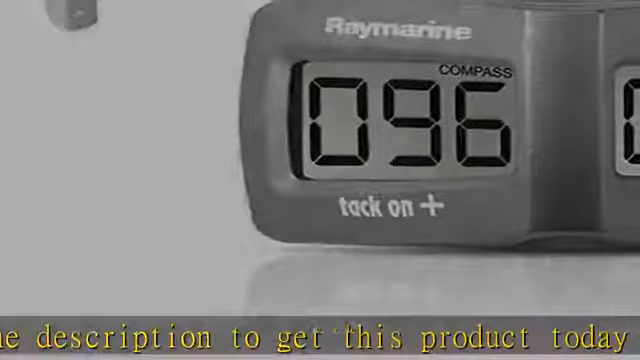 Raymarine
COMPASS
096
tack on +
description to get this product today